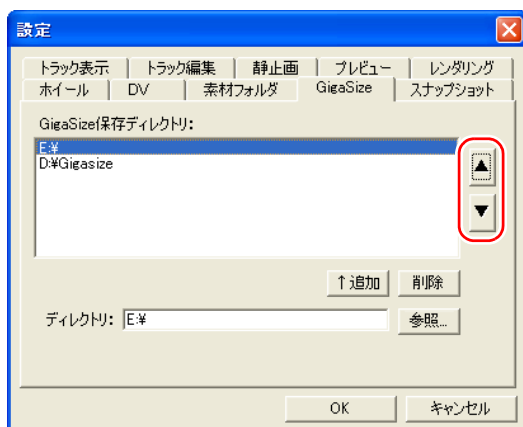 設定
トラック表示 トラック編集 静止画 プレビュー レンダリング
ホイール DV 素材フォルダ GigaSize スナップショット
GigaSize保存ディレクトリ:
E:¥
D:¥Gigasize
▲
▼
↑追加 削除
ディレクトリ: E:¥ 参照...
OK キャンセル